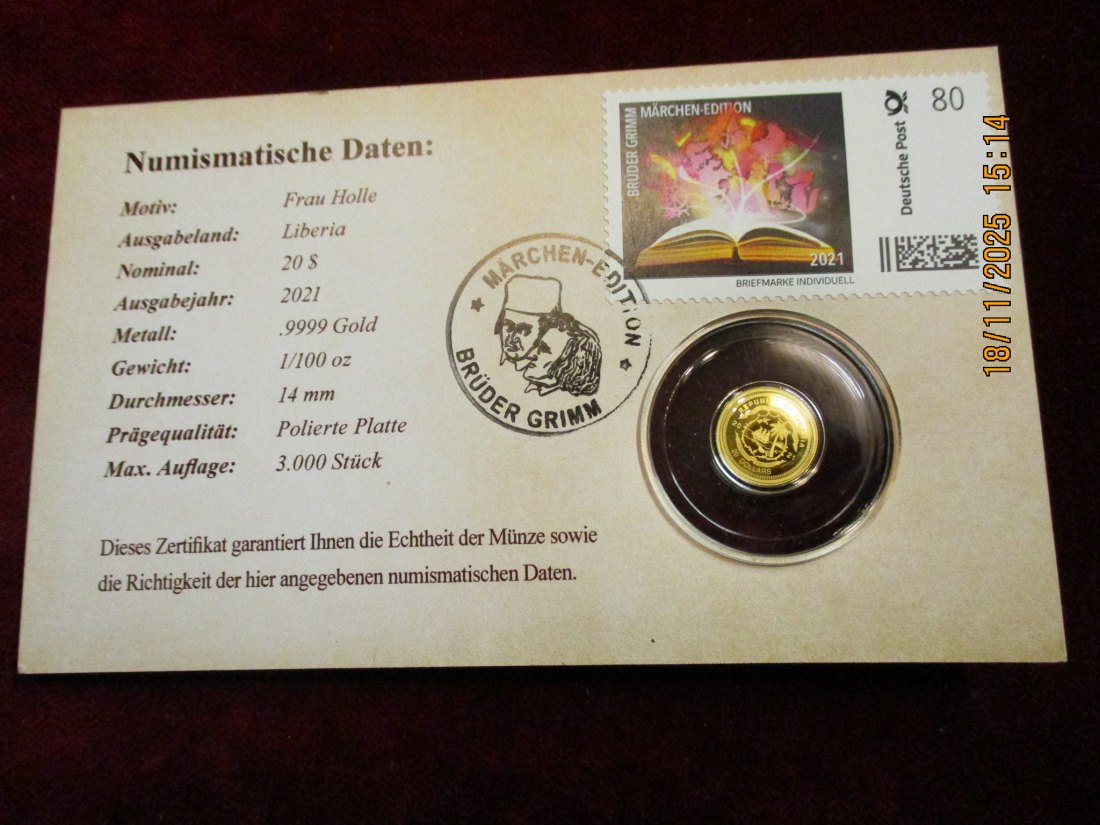 Numismatische Daten:
Motiv: Frau Holle
Ausgabeland: Liberia
Nominal: 20 $
Ausgabejahr: 2021
Metall: .9999 Gold
Gewicht: 1/100 oz
Durchmesser: 14 mm
Prägequalität: Polierte Platte
Max. Auflage: 3.000 Stück
Dieses Zertifikat garantiert Ihnen die Echtheit der Münze sowie
die Richtigkeit der hier angegebenen numismatischen Daten.
MÄRCHEN-EDITION
BRÜDER GRIMM
BRÜDER GRIMM
MÄRCHEN-EDITION
2021
Deutsche Post
80
BRIEFMARKE INDIVIDUELL
20 DOLLARS
18/11/2025 15:14